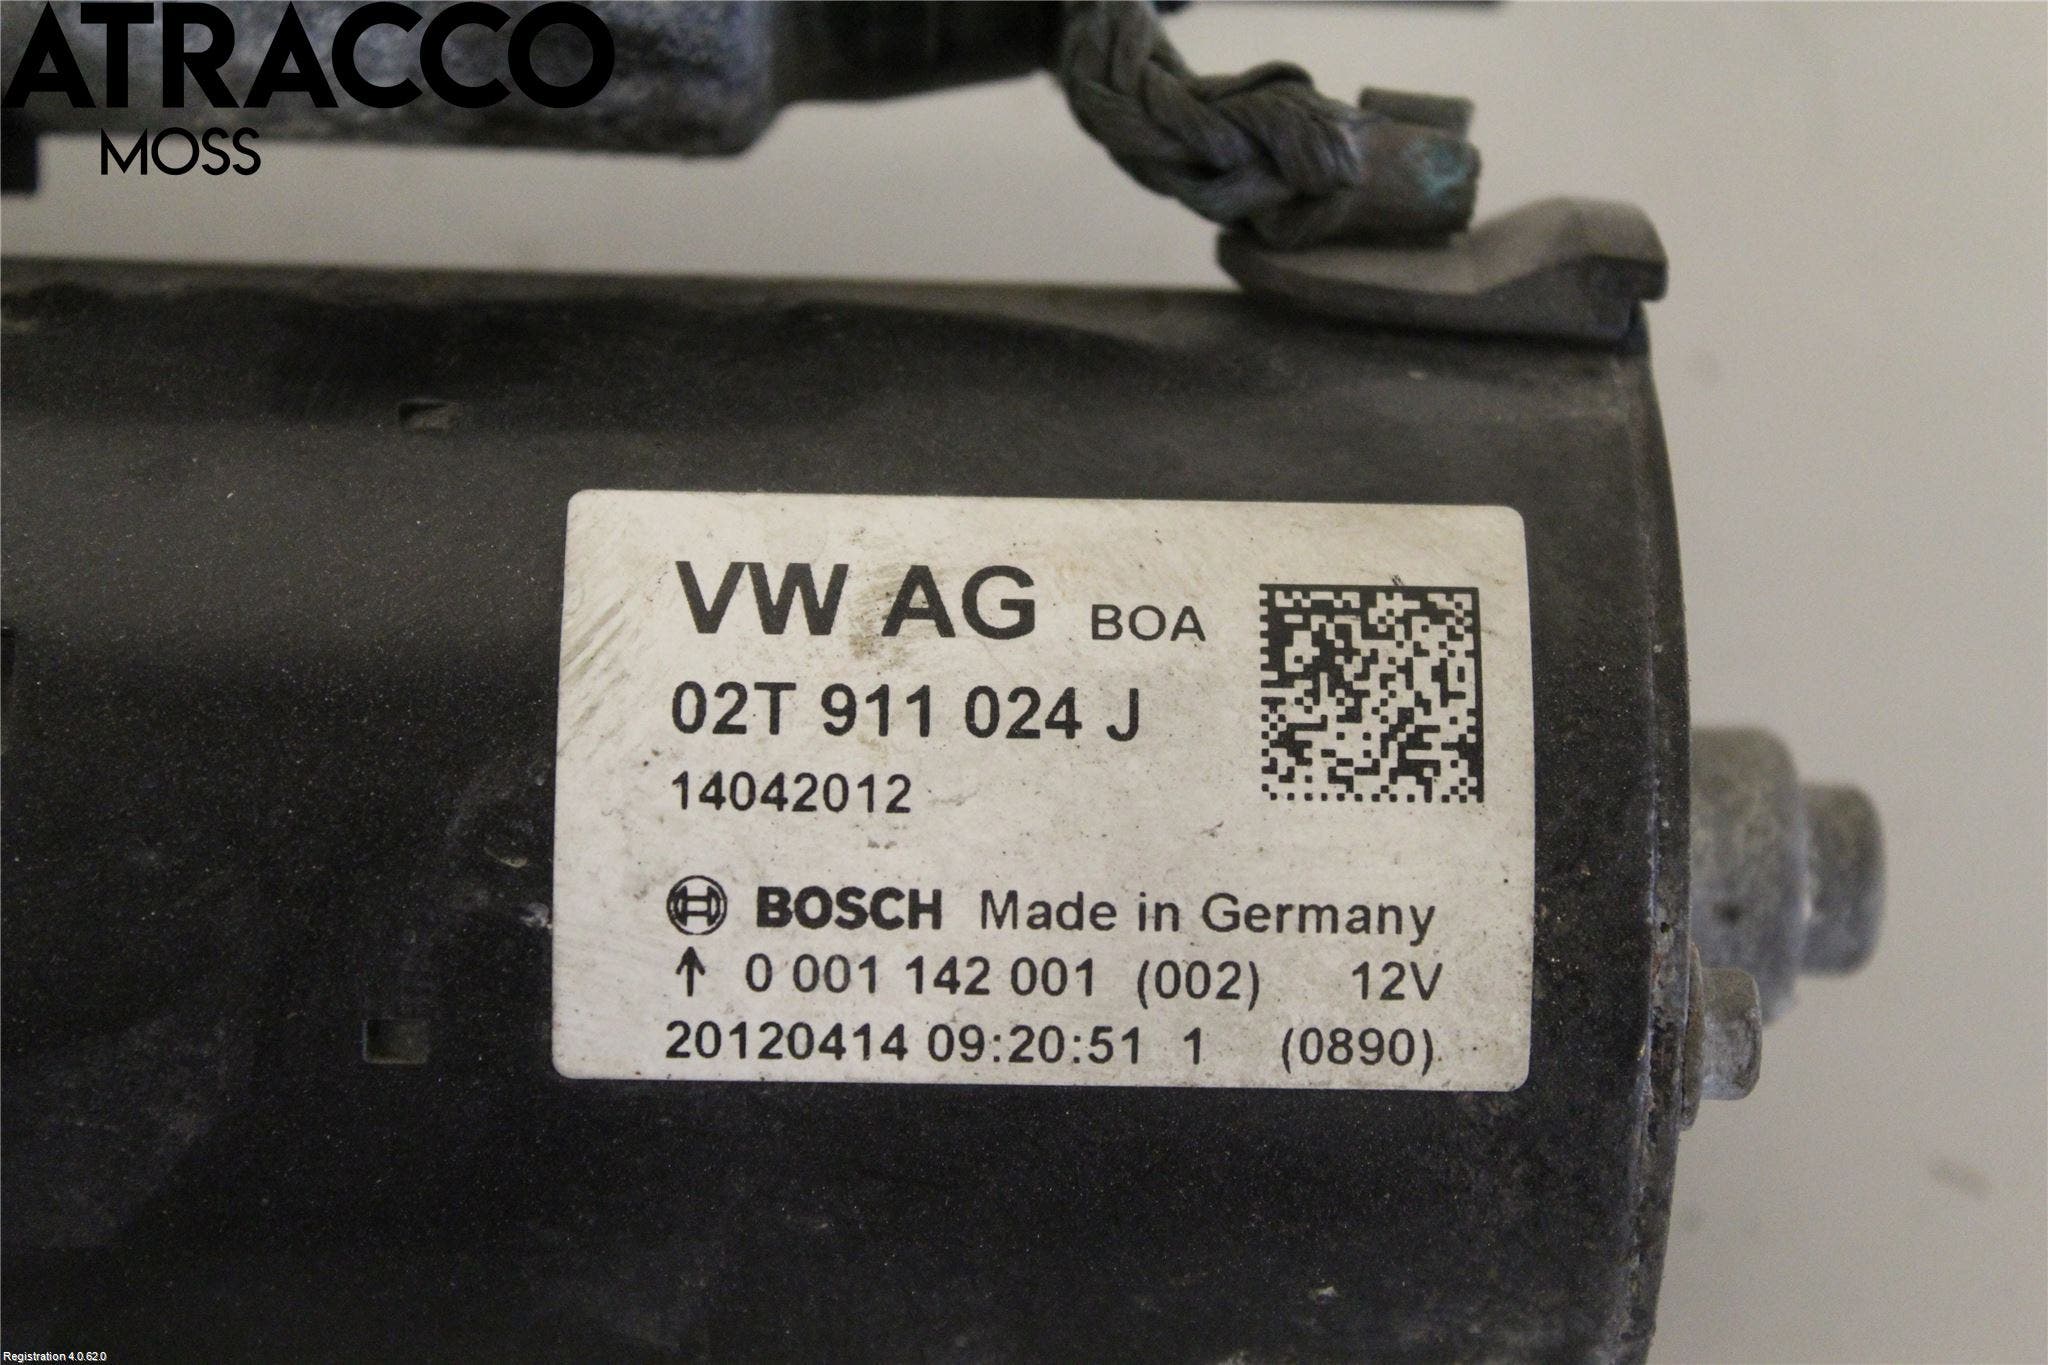 ATRACCO
MOSS
VW AG BOA
02T 911 024 J
14042012
BOSCH Made in Germany
↑ 0 001 142 001 (002) 12V
20120414 09:20:51 1 (0890)
Registration 4.0.62.0